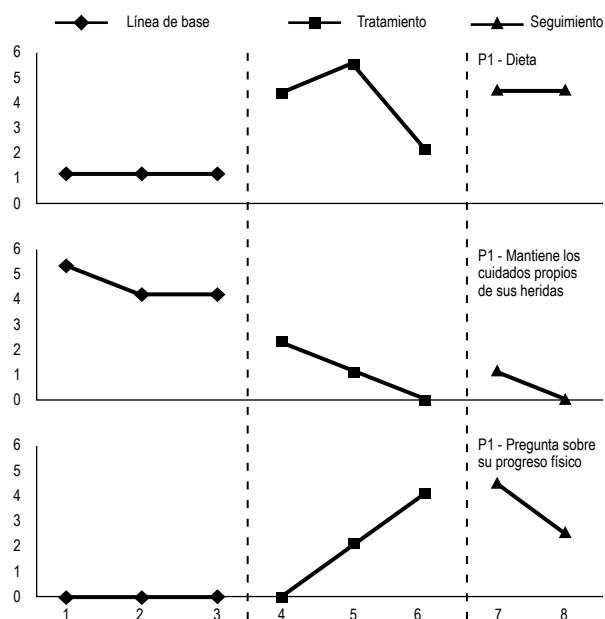 Línea de base Tratamiento Seguimiento
6
5
4
3
2
1
0
P1 - Dieta
6
5
4
3
2
1
0
P1 - Mantiene los
cuidados propios
de sus heridas
6
5
4
3
2
1
0
P1 - Pregunta sobre
su progreso físico
1 2 3 4 5 6 7 8